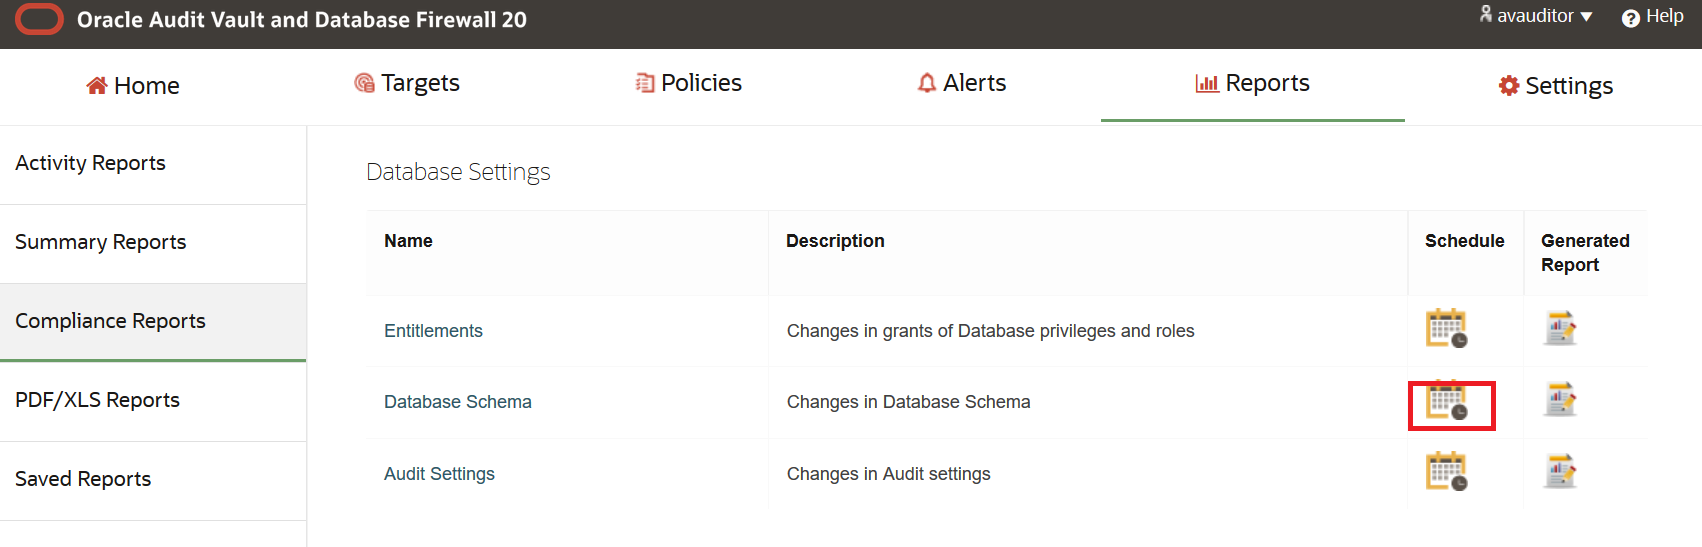 Oracle Audit Vault and Database Firewall 20
avauditor
Help
Home
Targets
Policies
Alerts
Reports
Settings
Activity Reports
Summary Reports
Compliance Reports
PDF/XLS Reports
Saved Reports
Database Settings
Name
Description
Schedule
Generated
Report
Entitlements
Changes in grants of Database privileges and roles
Database Schema
Changes in Database Schema
Audit Settings
Changes in Audit settings